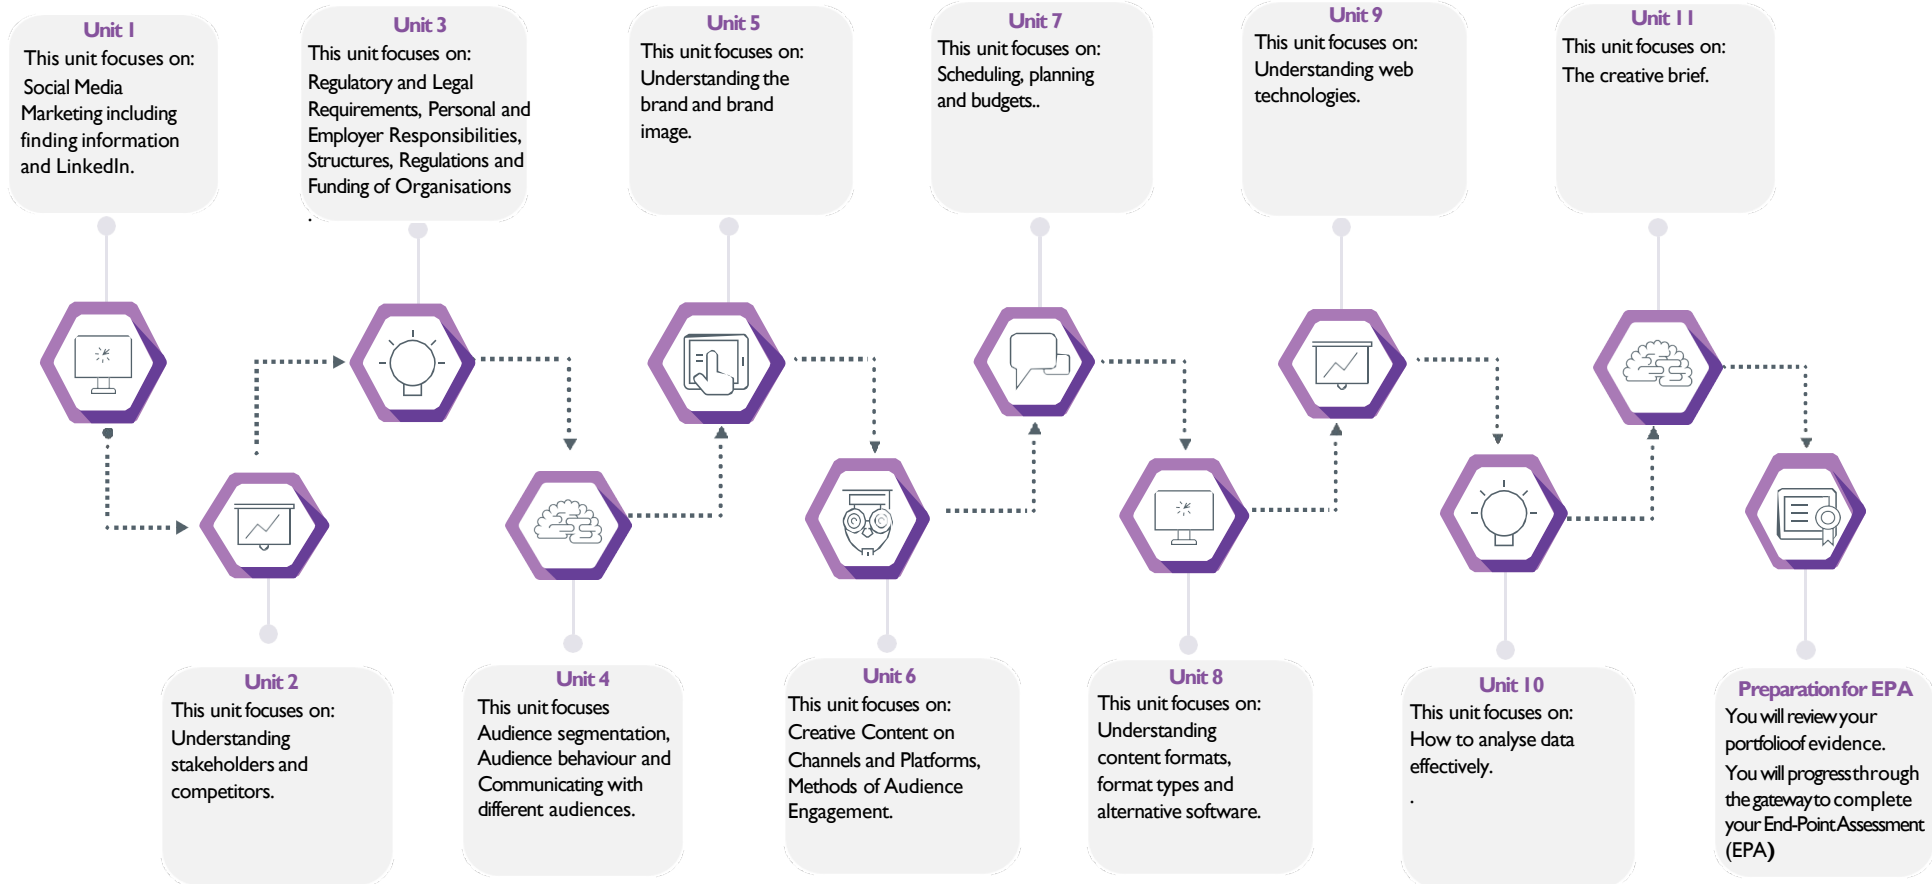 Unit 1
This unit focuses on:
Social Media
Marketing including
finding information
and LinkedIn.
Unit 3
This unit focuses on:
Regulatory and Legal
Requirements, Personal and
Employer Responsibilities,
Structures, Regulations and
Funding of Organisations
.
Unit 5
This unit focuses on:
Understanding the
brand and brand
image.
Unit 7
This unit focuses on:
Scheduling, planning
and budgets..
Unit 9
This unit focuses on:
Understanding web
technologies.
Unit 11
This unit focuses on:
The creative brief.
Unit 2
This unit focuses on:
Understanding
stakeholders and
competitors.
Unit 4
This unit focuses
Audience segmentation,
Audience behaviour and
Communicating with
different audiences.
Unit 6
This unit focuses on:
Creative Content on
Channels and Platforms,
Methods of Audience
Engagement.
Unit 8
This unit focuses on:
Understanding
content formats,
format types and
alternative software.
Unit 10
This unit focuses on:
How to analyse data
effectively.
.
Preparation for EPA
You will review your
portfolio of evidence.
You will progress through
the gateway to complete
your End-Point Assessment
(EPA)